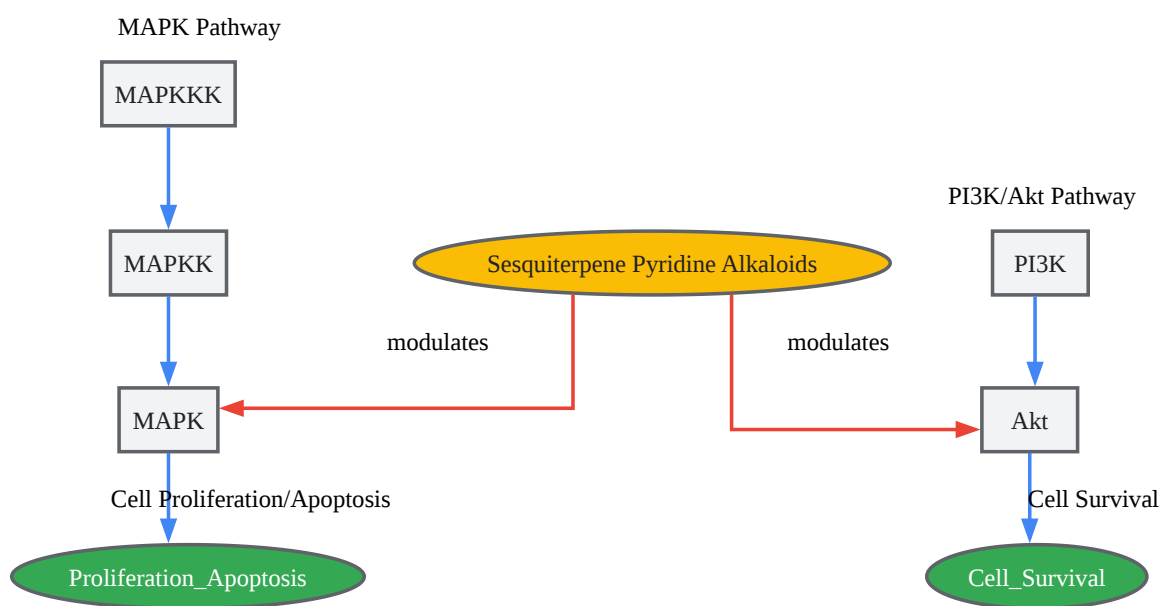 MAPK Pathway
MAPKKK
PI3K/Akt Pathway
MAPKK
Sesquiterpene Pyridine Alkaloids
PI3K
modulates
modulates
MAPK
Akt
Cell Proliferation/Apoptosis
Cell Survival
Proliferation_Apoptosis
Cell_Survival